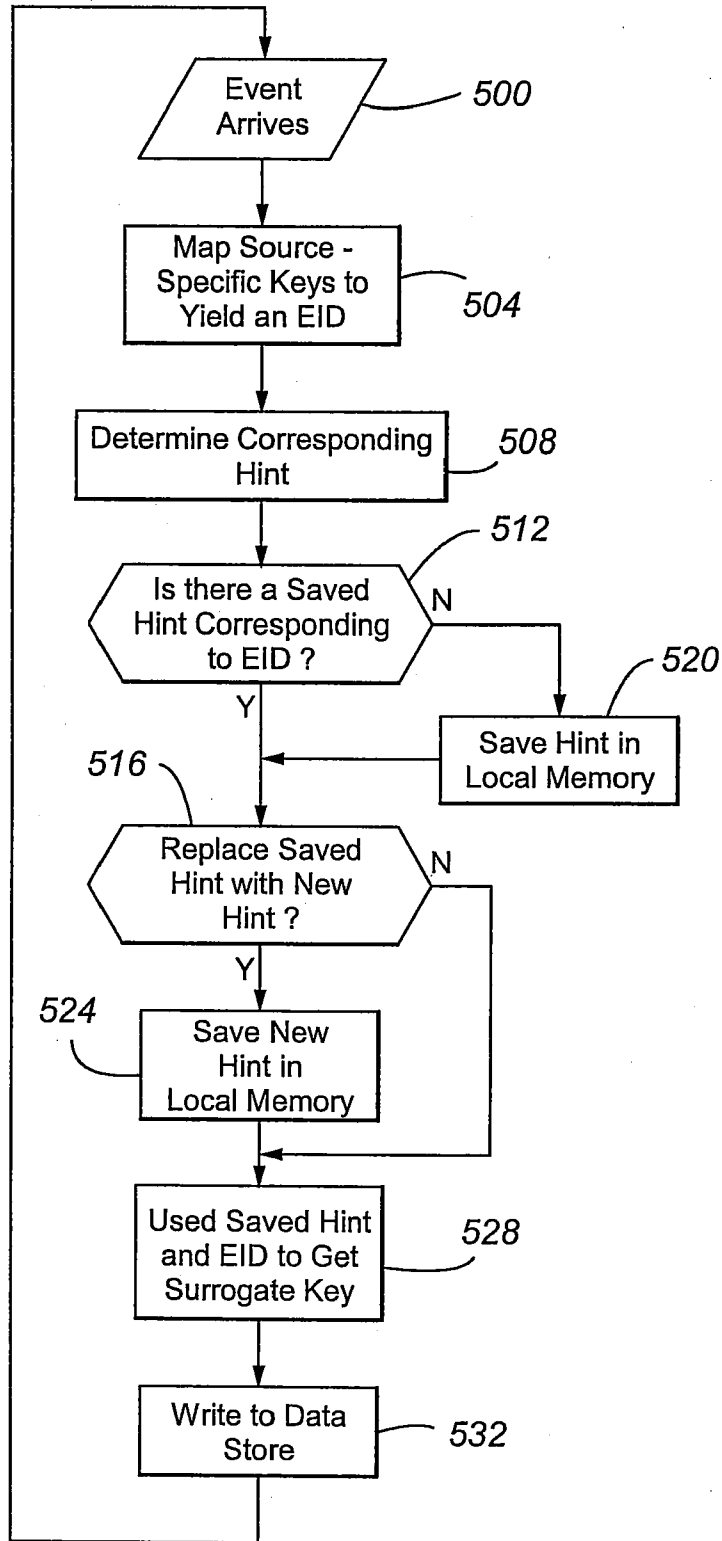 Event
Arrives
500
Map Source -
Specific Keys to
Yield an EID
504
Determine Corresponding
Hint
508
512
Is there a Saved
Hint Corresponding
to EID ?
N
Y
520
Save Hint in
Local Memory
516
Replace Saved
Hint with New
Hint ?
N
Y
524
Save New
Hint in
Local Memory
Used Saved Hint
and EID to Get
Surrogate Key
528
Write to Data
Store
532